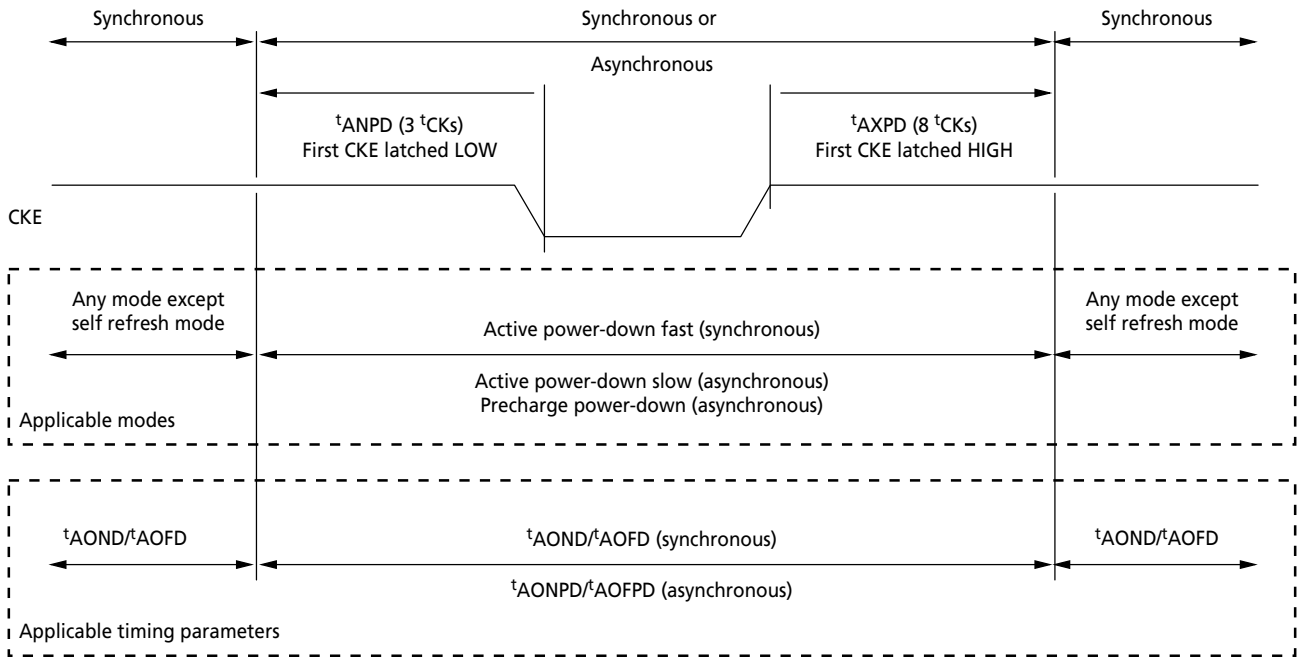 Synchronous
Synchronous or
Synchronous
Asynchronous
tANPD (3 tCKs)
First CKE latched LOW
tAXPD (8 tCKs)
First CKE latched HIGH
CKE
Any mode except
self refresh mode
Active power-down fast (synchronous)
Any mode except
self refresh mode
Active power-down slow (asynchronous)
Precharge power-down (asynchronous)
Applicable modes
tAOND/tAOFD
tAOND/tAOFD (synchronous)
tAOND/tAOFD
tAONPD/tAOFPD (asynchronous)
Applicable timing parameters